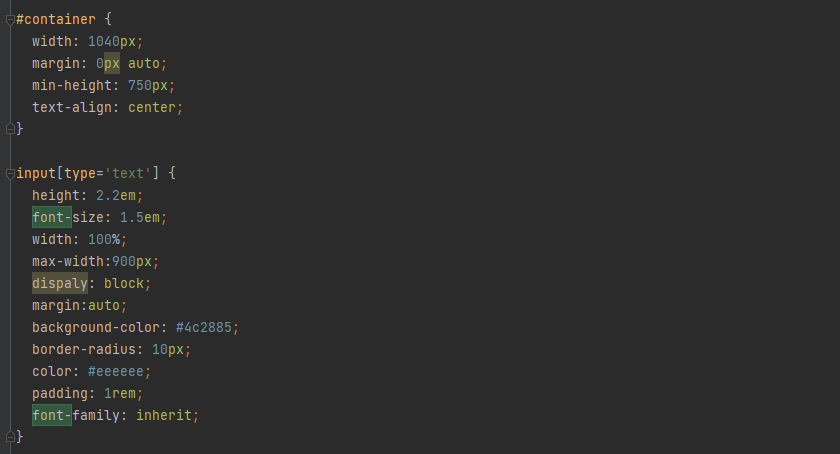 #container {
  width: 1040px;
  margin: 0px auto;
  min-height: 750px;
  text-align: center;
}

input[type='text'] {
  height: 2.2em;
  font-size: 1.5em;
  width: 100%;
  max-width:900px;
  dispaly: block;
  margin:auto;
  background-color: #4c2885;
  border-radius: 10px;
  color: #eeeeee;
  padding: 1rem;
  font-family: inherit;
}